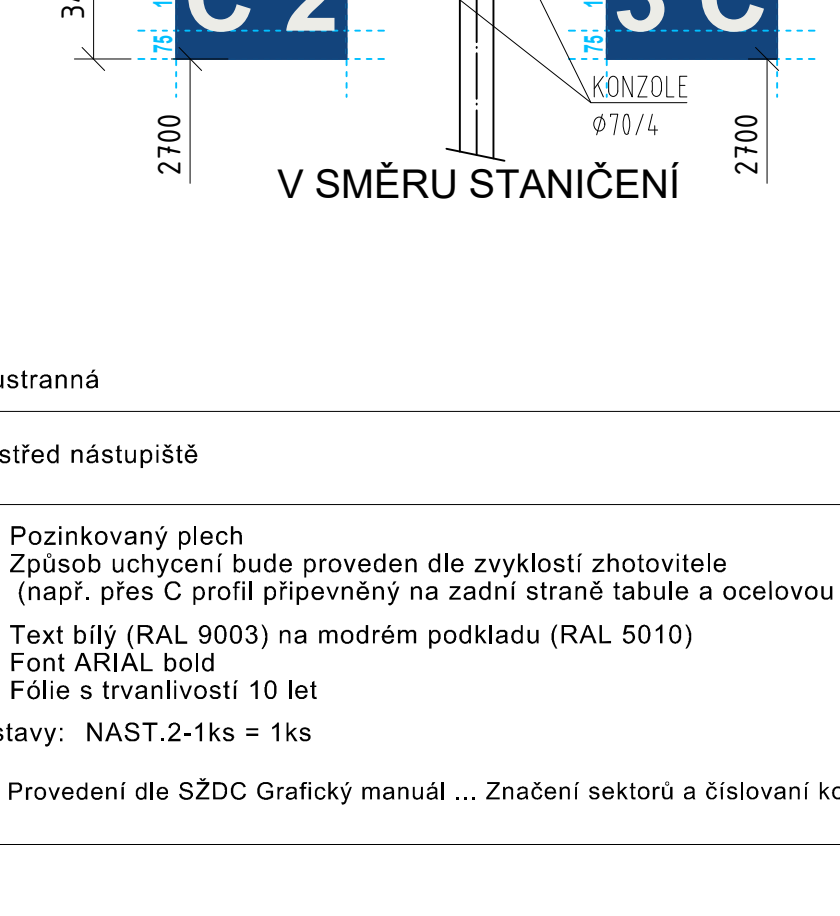 C 2
3 C
75
75
KONZOLE
Ø70/4
2700
2700
V SMĚRU STANIČENÍ
ustranná
střed nástupiště
Pozinkovaný plech
Způsob uchycení bude proveden dle zvyklostí zhotovitele
(např. přes C profil připevněný na zadní straně tabule a ocelovou
Text bílý (RAL 9003) na modrém podkladu (RAL 5010)
Font ARIAL bold
Fólie s trvanlivostí 10 let
stavy: NAST.2-1ks = 1ks
Provedení dle SŽDC Grafický manuál ... Značení sektorů a číslovaní ko